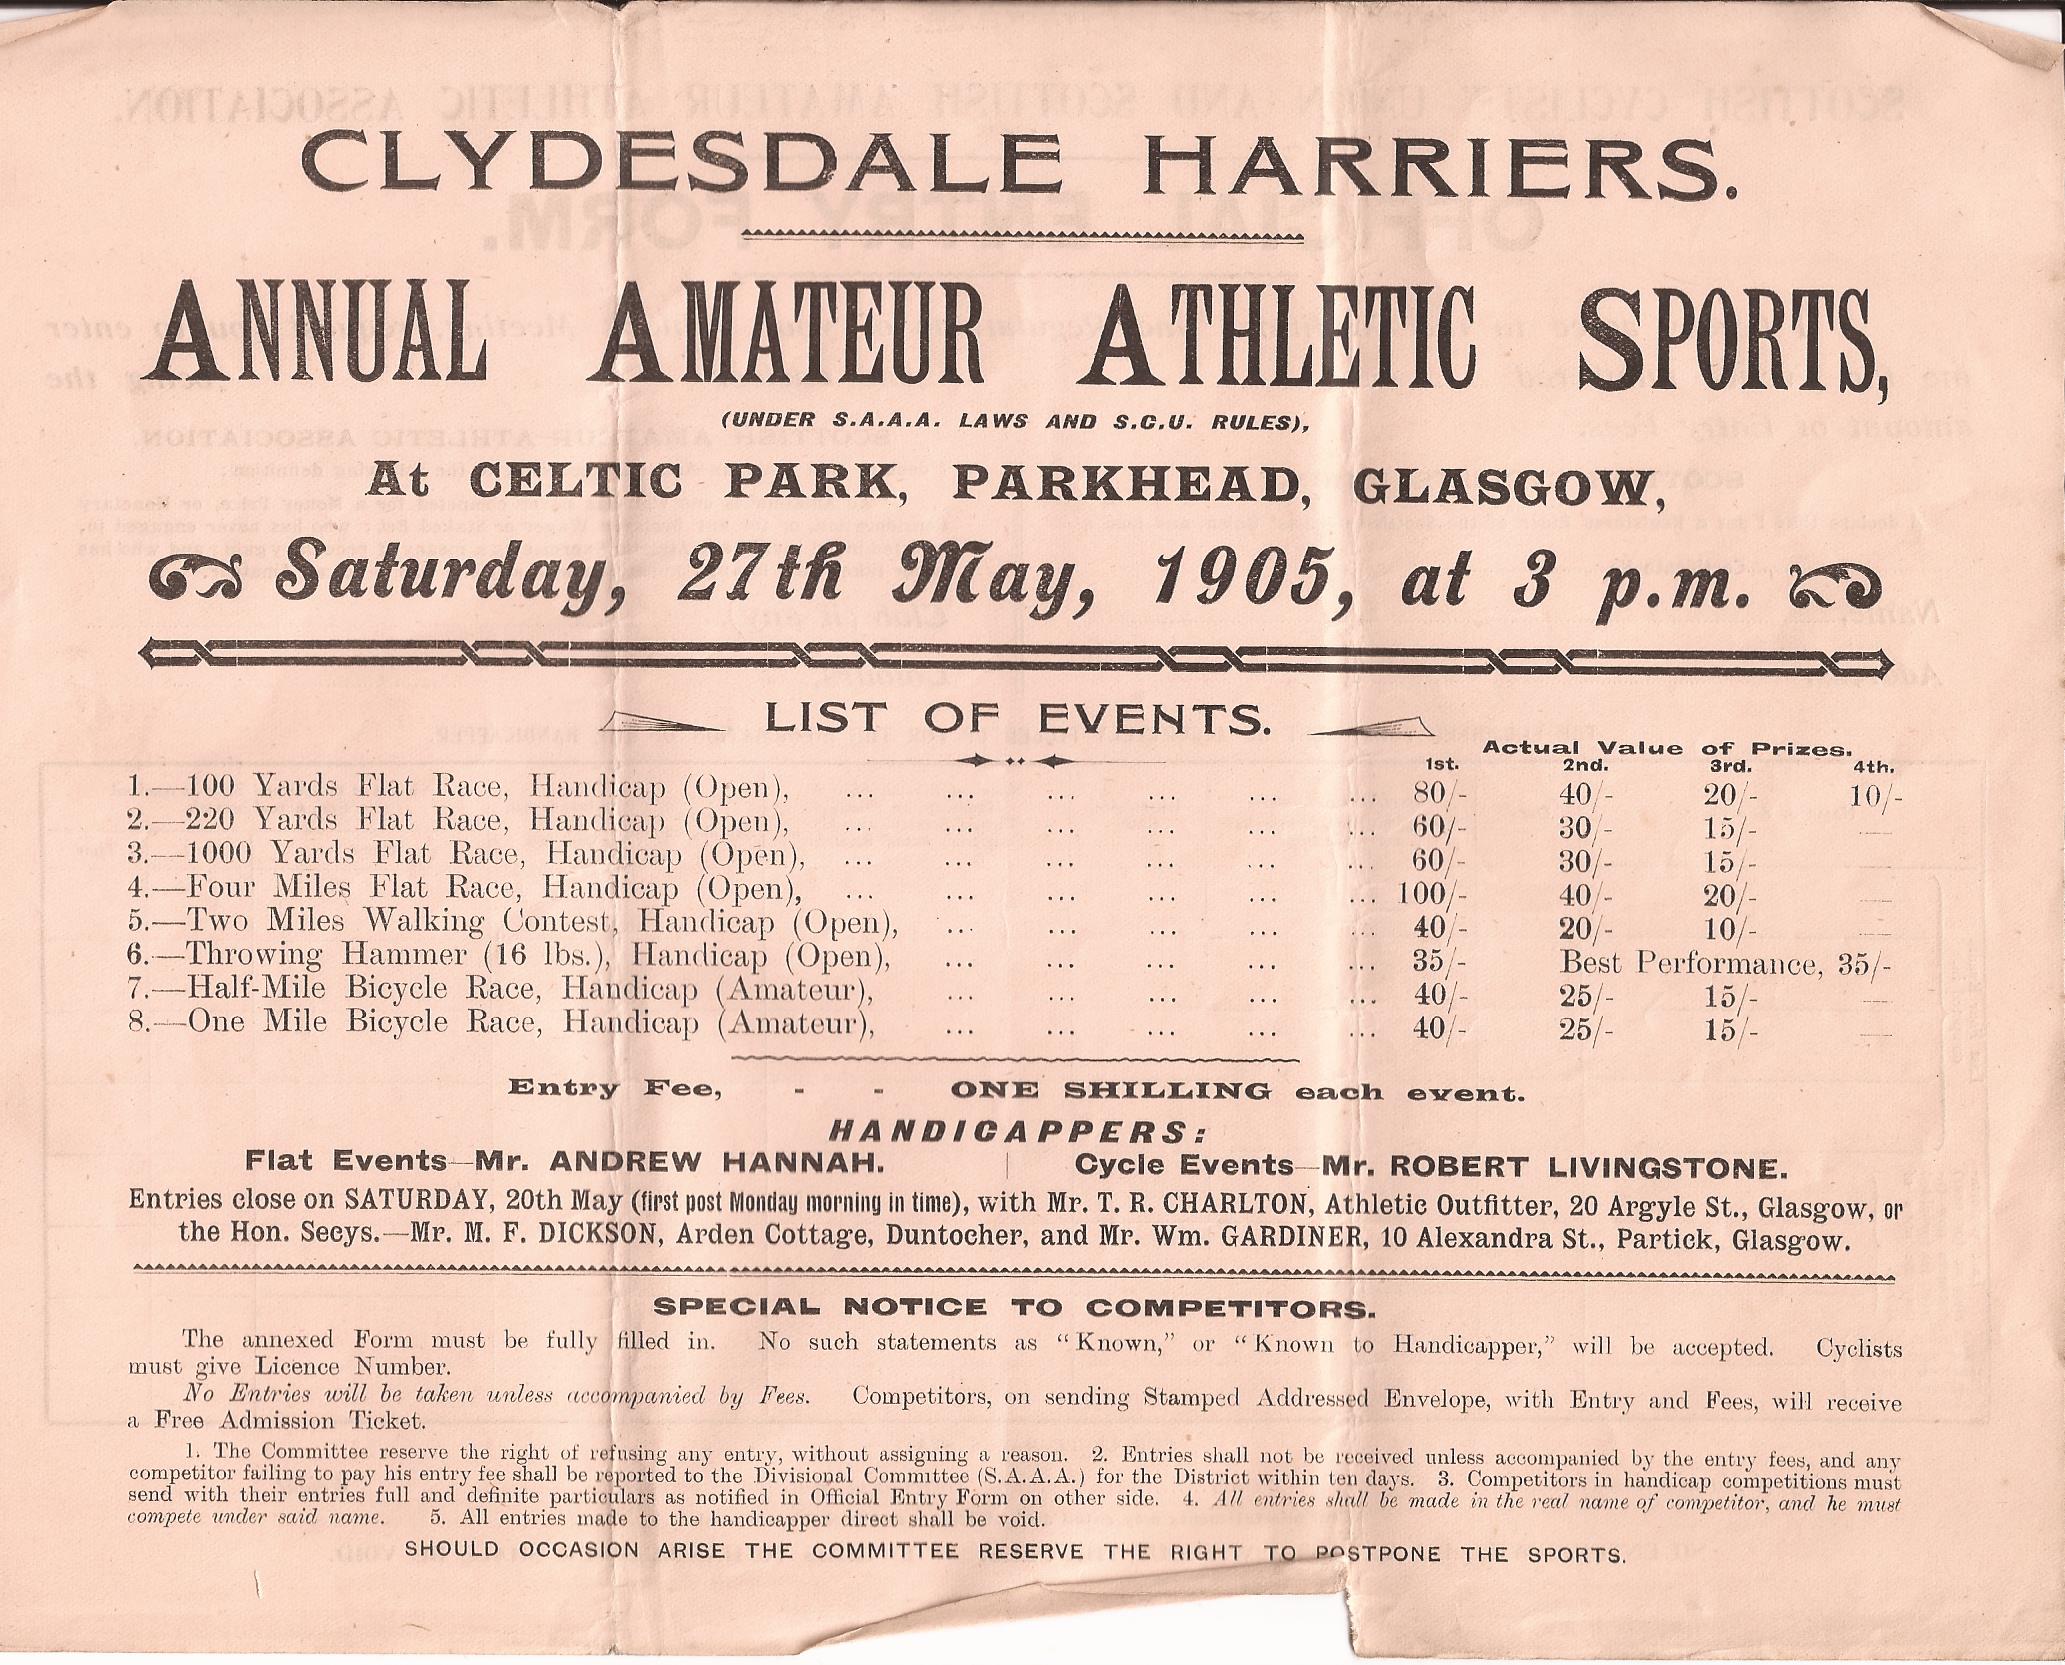 CLYDESDALE HARRIERS.
ANNUAL AMATEUR ATHLETIC SPORTS,
(UNDER S.A.A.A. LAWS AND S.C.U. RULES),
At CELTIC PARK, PARKHEAD, GLASGOW,
Saturday, 27th May, 1905, at 3 p.m.
LIST OF EVENTS.
Actual Value of Prizes.
1st. 2nd. 3rd. 4th.
1.—100 Yards Flat Race, Handicap (Open), ... ... ... ... ... ... 80/- 40/- 20/- 10/-
2.—220 Yards Flat Race, Handicap (Open), ... ... ... ... ... ... 60/- 30/- 15/- —
3.—1000 Yards Flat Race, Handicap (Open), ... ... ... ... ... ... 60/- 30/- 15/- —
4.—Four Miles Flat Race, Handicap (Open), ... ... ... ... ... ... 100/- 40/- 20/- —
5.—Two Miles Walking Contest, Handicap (Open), ... ... ... ... ... 40/- 20/- 10/- —
6.—Throwing Hammer (16 lbs.), Handicap (Open), ... ... ... ... ... 35/- Best Performance, 35/-
7.—Half-Mile Bicycle Race, Handicap (Amateur), ... ... ... ... ... 40/- 25/- 15/- —
8.—One Mile Bicycle Race, Handicap (Amateur), ... ... ... ... ... 40/- 25/- 15/- —
Entry Fee, - - ONE SHILLING each event.
HANDICAPPERS:
Flat Events—Mr. ANDREW HANNAH. | Cycle Events—Mr. ROBERT LIVINGSTONE.
Entries close on SATURDAY, 20th May (first post Monday morning in time), with Mr. T. R. CHARLTON, Athletic Outfitter, 20 Argyle St., Glasgow, or
the Hon. Secys.—Mr. M. F. DICKSON, Arden Cottage, Duntocher, and Mr. Wm. GARDINER, 10 Alexandra St., Partick, Glasgow.
SPECIAL NOTICE TO COMPETITORS.
The annexed Form must be fully filled in. No such statements as "Known," or "Known to Handicapper," will be accepted. Cyclists
must give Licence Number.
No Entries will be taken unless accompanied by Fees. Competitors, on sending Stamped Addressed Envelope, with Entry and Fees, will receive
a Free Admission Ticket.
1. The Committee reserve the right of refusing any entry, without assigning a reason. 2. Entries shall not be received unless accompanied by the entry fees, and any
competitor failing to pay his entry fee shall be reported to the Divisional Committee (S.A.A.A.) for the District within ten days. 3. Competitors in handicap competitions must
send with their entries full and definite particulars as notified in Official Entry Form on other side. 4. All entries shall be made in the real name of competitor, and he must
compete under said name. 5. All entries made to the handicapper direct shall be void.
SHOULD OCCASION ARISE THE COMMITTEE RESERVE THE RIGHT TO POSTPONE THE SPORTS.